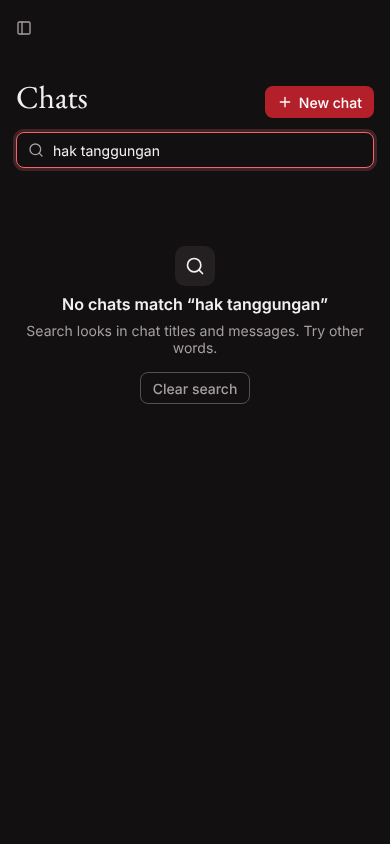 Chats
New chat
hak tanggungan
No chats match “hak tanggungan”
Search looks in chat titles and messages. Try other
words.
Clear search